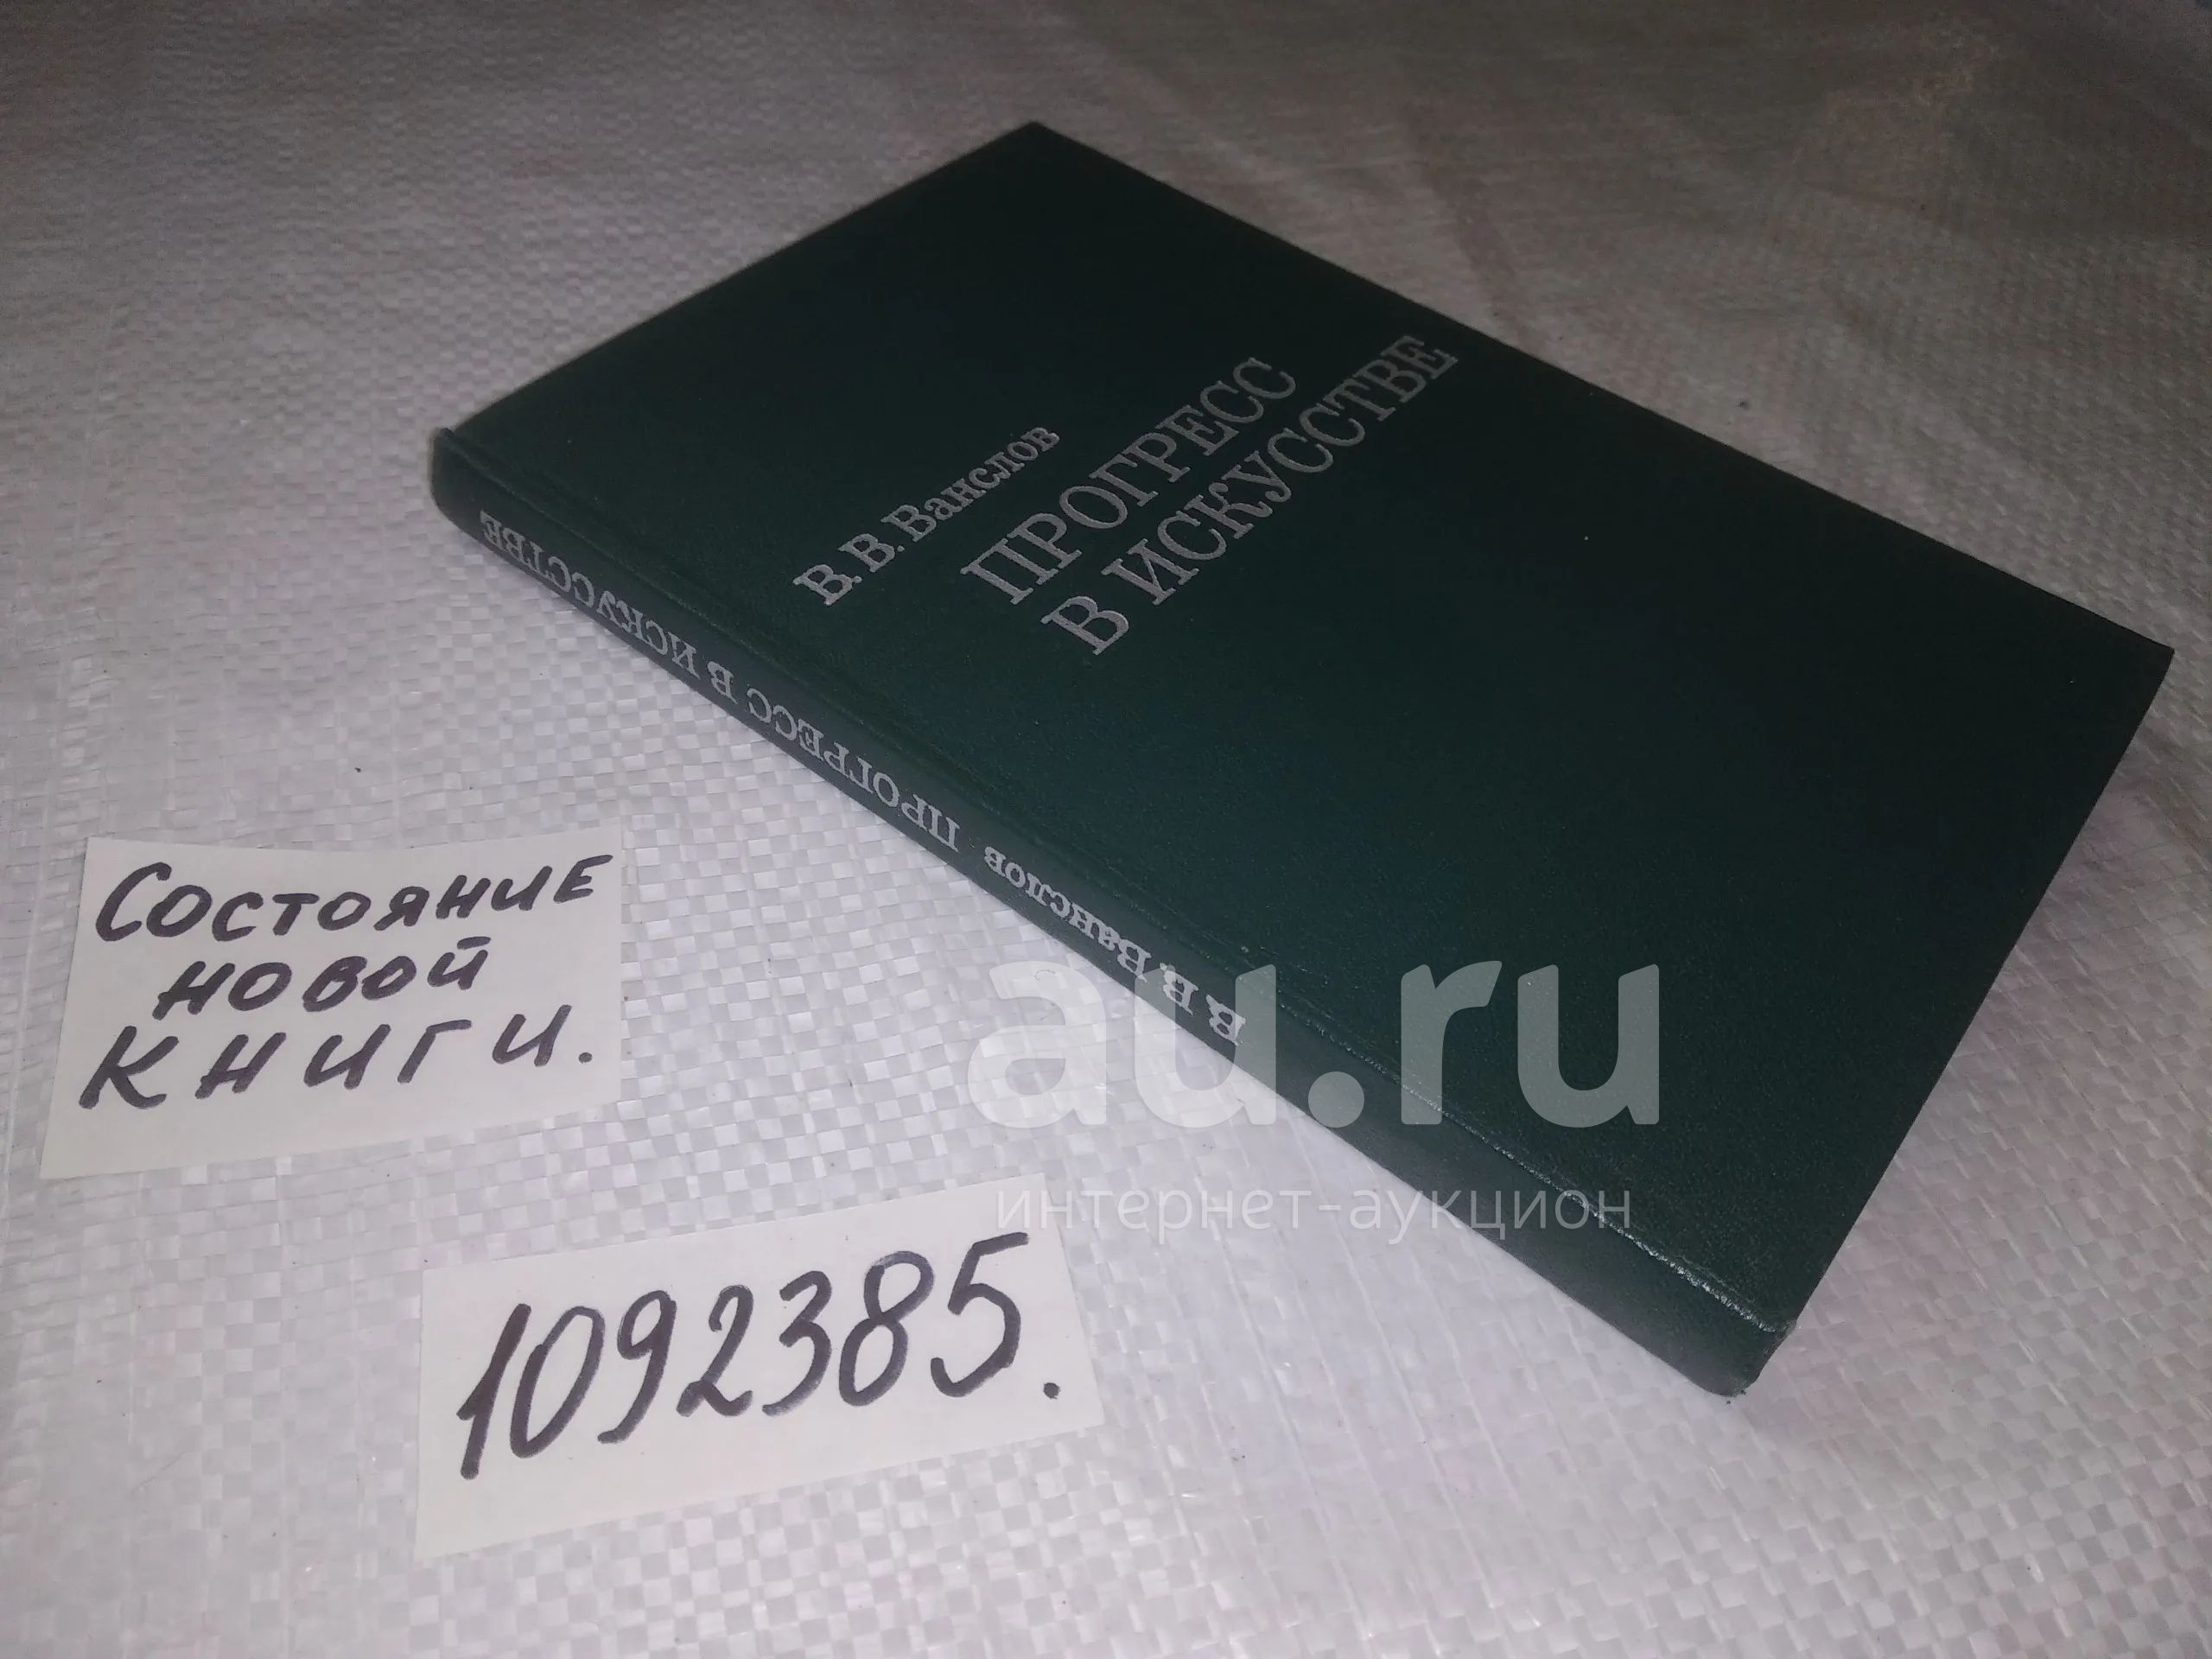 В. В. Ванслов
ПРОГРЕСС
В ИСКУССТВЕ
В. В. Ванслов ПРОГРЕСС В ИСКУССТВЕ
Состояние
новой
книги.
1092385.
au.ru
интернет-аукцион